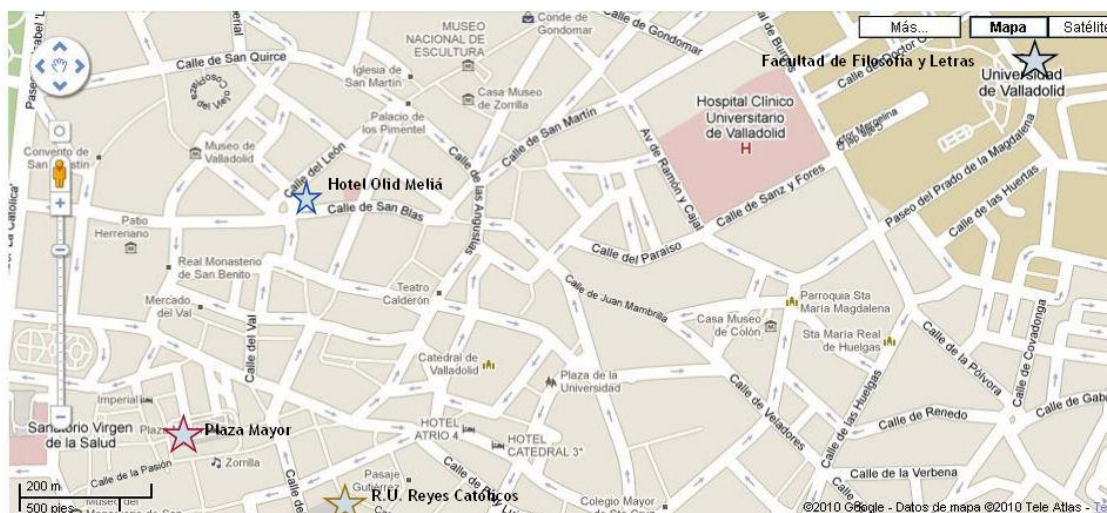 Más...
Mapa
Satélit
Calle de San Quirce
MUSEO
NACIONAL DE
ESCULTURA
Conde de
Gondomar
Calle de Gondomar
Facultad de Filosofía y Letras
Universidad
de Valladolid
Iglesia de
San Martín
Casa Museo
de Zorrilla
Hospital Clínico
Universitario
de Valladolid
H
Palacio de
los Pimentel
Calle de San Martín
Museo de
Valladolid
Convento de
Calle del León
Hotel Olid Meliá
Calle de San Blas
Calle de las Angustias
Av de Ramón y Cajal
Calle de Sanz y Fores
Paseo del Prado de la Magdalena
Calle de las Huertas
Patio
Herreriano
Calle del Paraíso
Real Monasterio
de San Benito
Teatro
Calderón
Calle de Juan Mambrilla
Mercado
del Val
Calle del Val
Parroquia Sta
María Magdalena
Casa Museo
de Colón
Sta María Real
de Huelgas
Catedral de
Valladolid
Plaza de la
Universidad
Calle de la Pólvora
Calle de Covadonga
Calle de Veladores
Calle de las Huelgas
Imperial
Sanatorio Virgen
de la Salud
Plaza Mayor
HOTEL
ATRIO 4
HOTEL
CATEDRAL 3*
Calle de Renedo
Calle de Gab
Calle de la Pasión
Zorrilla
Pasaje
Gutiérrez
R.U. Reyes Católicos
Calle de la Verbena
Colegio Mayor
200 m
500 pies
©2010 Google - Datos de mapa ©2010 Tele Atlas -